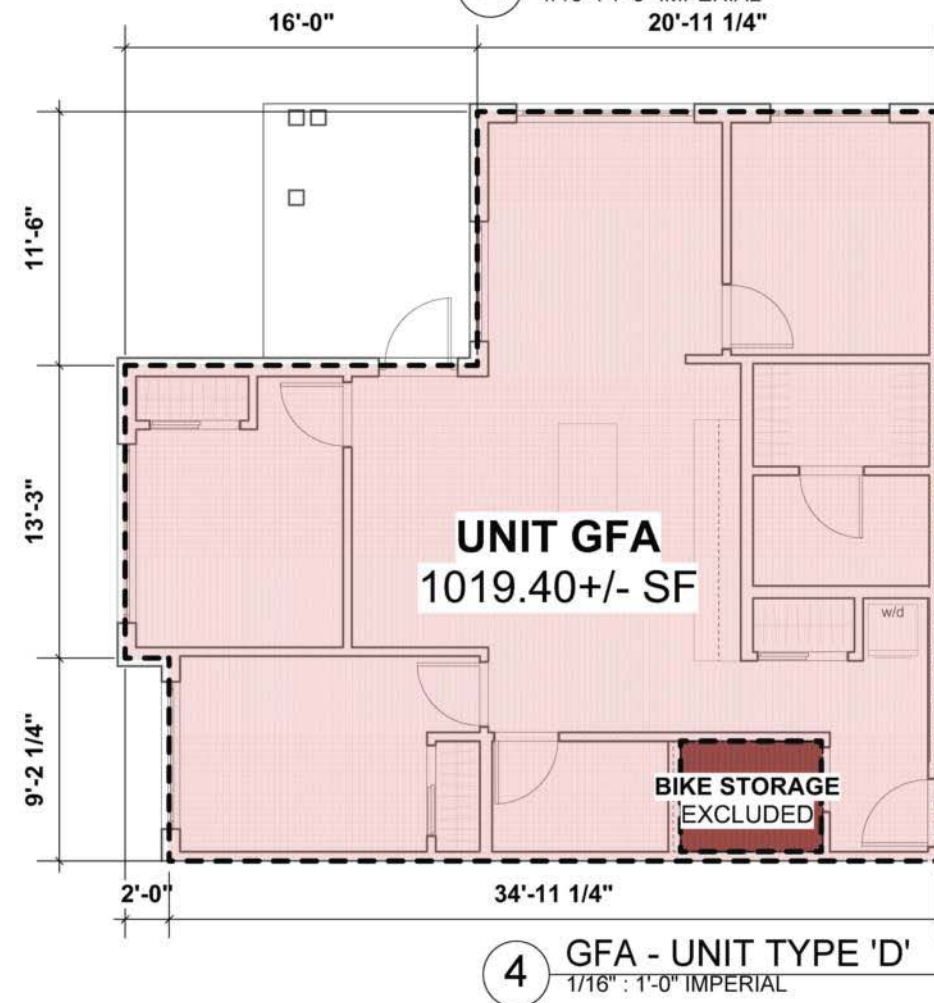 16'-0"
20'-11 1/4"
11'-6"
13'-3"
9'-2 1/4"
UNIT GFA
1019.40+/- SF
w/d
BIKE STORAGE
EXCLUDED
2'-0"
34'-11 1/4"
4
GFA - UNIT TYPE 'D'
1/16" : 1'-0" IMPERIAL